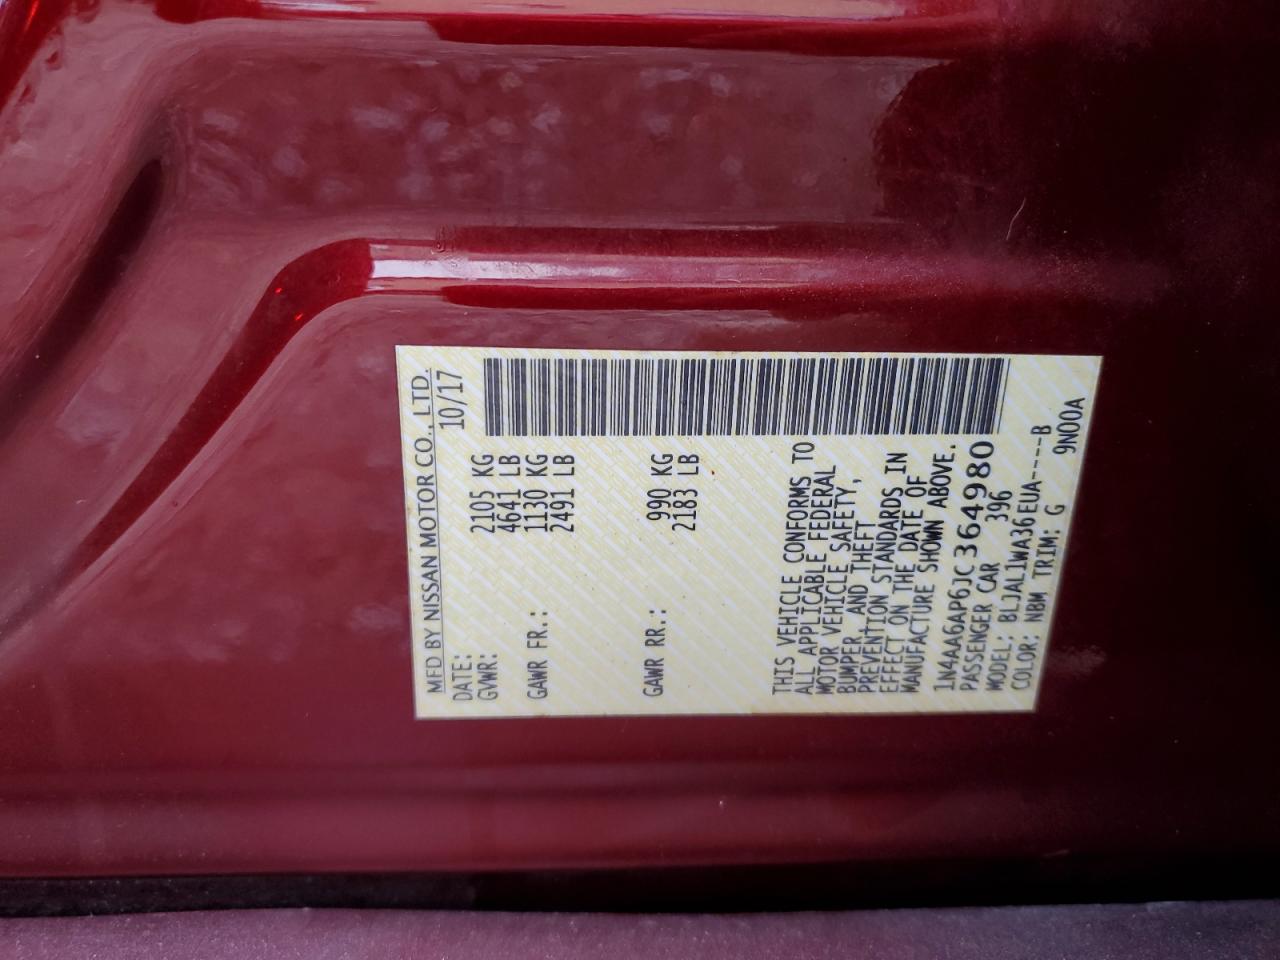 MFD BY NISSAN MOTOR CO., LTD.
DATE: 10/17
GVWR: 2105 KG
4641 LB
GAWR FR.: 1130 KG
2491 LB
GAWR RR.: 990 KG
2183 LB
THIS VEHICLE CONFORMS TO
ALL APPLICABLE FEDERAL
MOTOR VEHICLE SAFETY,
BUMPER, AND THEFT
PREVENTION STANDARDS IN
EFFECT ON THE DATE OF
MANUFACTURE SHOWN ABOVE.
1N4AA6AP6JC364980
PASSENGER CAR 396
MODEL: BLJAL1WA36EUA----B
COLOR: NBM TRIM: G 9N00A